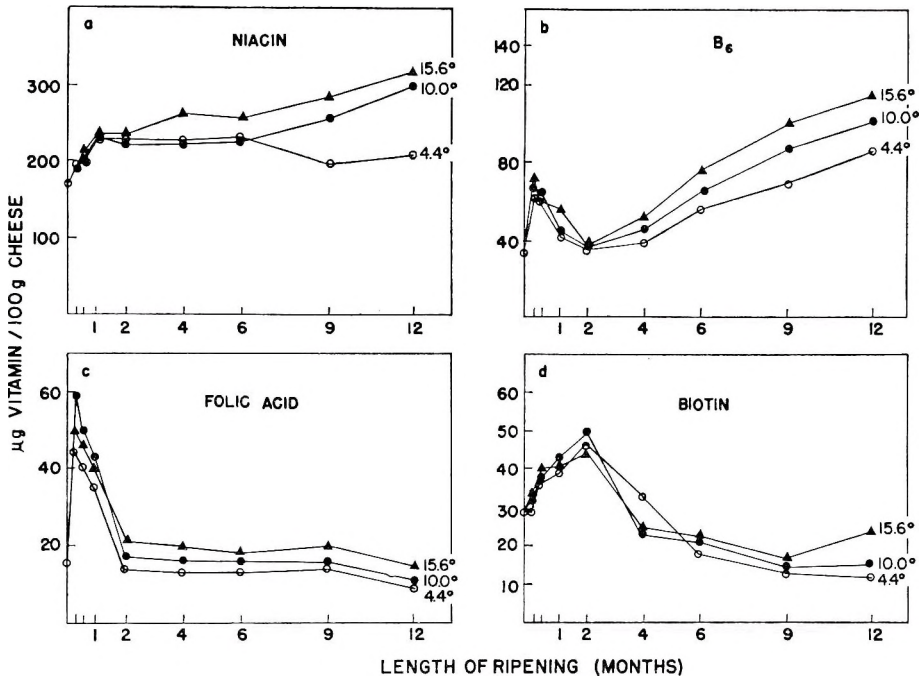 a
NIACIN
300
200
100
15.6°
10.0°
4.4°
1 2 4 6 9 12
b
B₆
140
120
80
40
15.6°
10.0°
4.4°
1 2 4 6 9 12
µg VITAMIN / 100g CHEESE
c
FOLIC ACID
60
40
20
15.6°
10.0°
4.4°
1 2 4 6 9 12
d
BIOTIN
50
40
30
20
10
15.6°
10.0°
4.4°
1 2 4 6 9 12
LENGTH OF RIPENING (MONTHS)